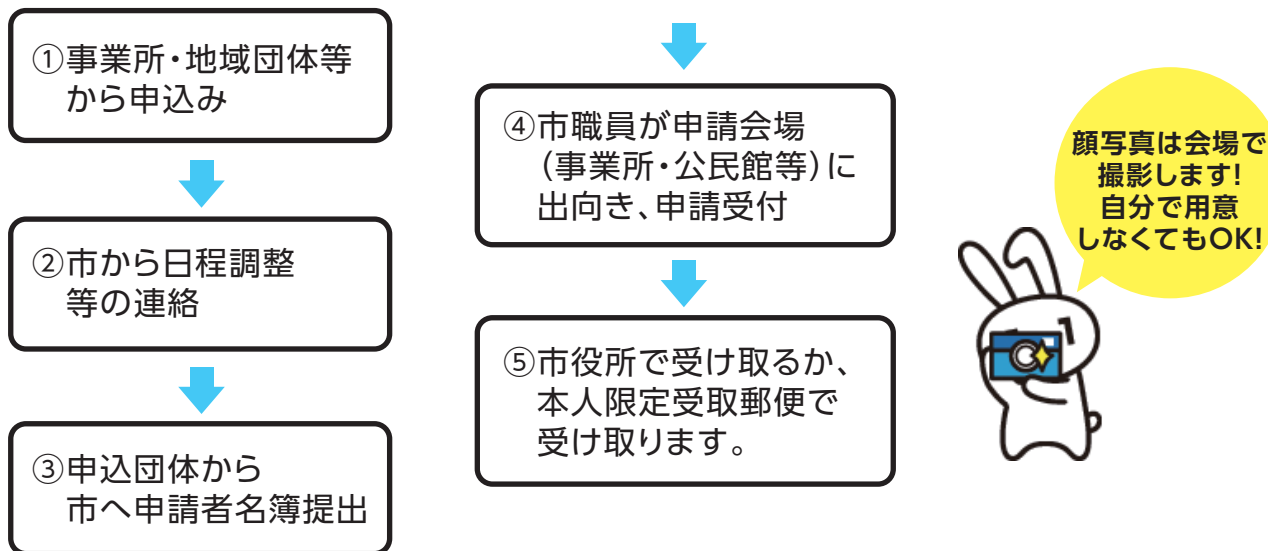 ①事業所・地域団体等
から申込み
②市から日程調整
等の連絡
③申込団体から
市へ申請者名簿提出
④市職員が申請会場
（事業所・公民館等）に
出向き、申請受付
⑤市役所で受け取るか、
本人限定受取郵便で
受け取ります。
顔写真は会場で
撮影します!
自分で用意
しなくてもOK!